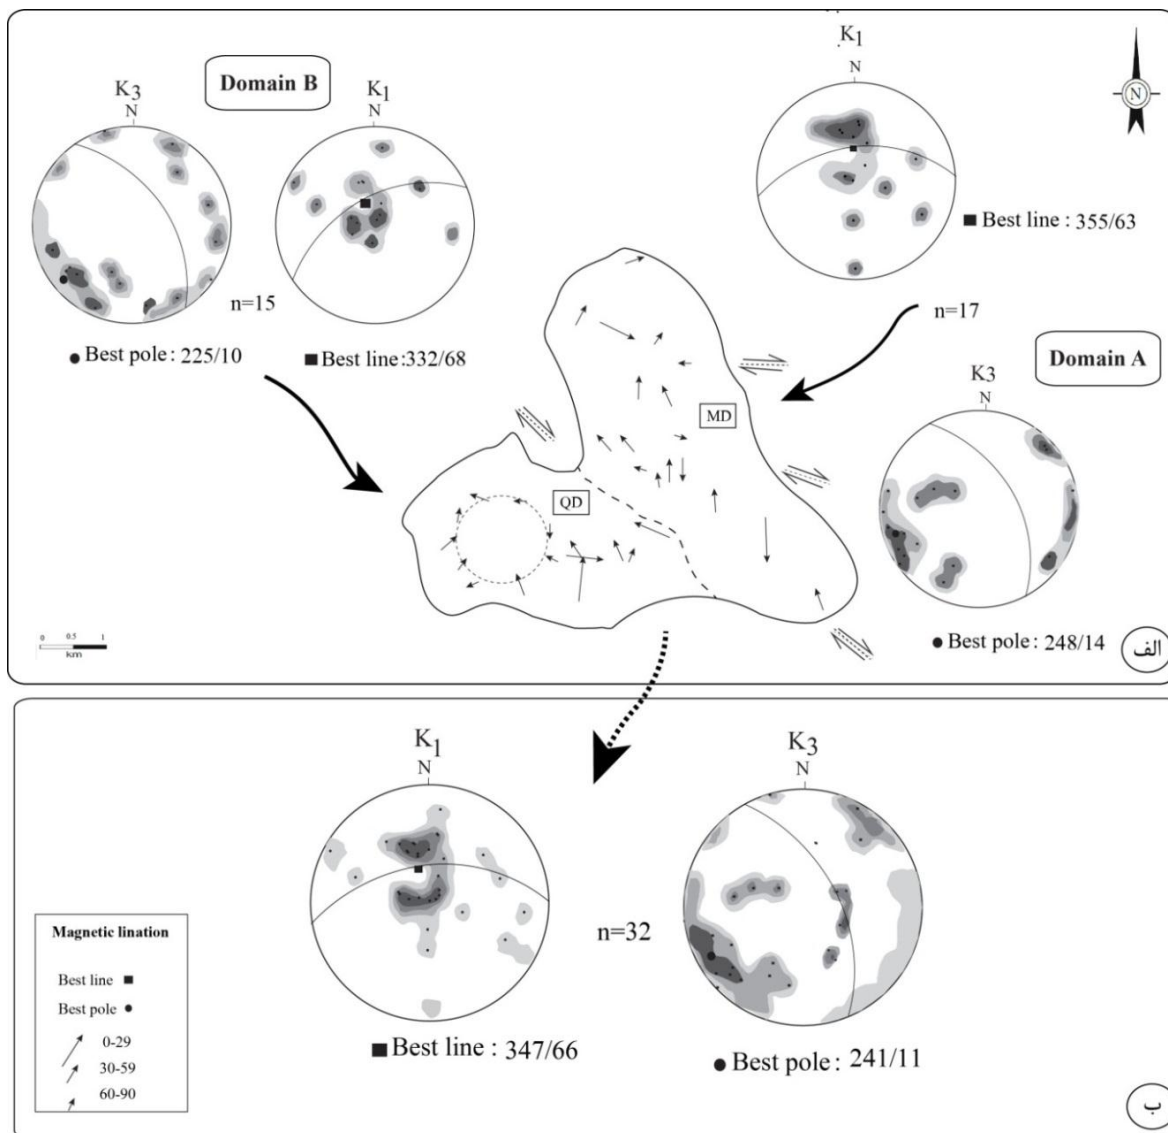 K3
N
Domain B
K1
N
K1
N
N
Best line : 355/63
n=15
n=17
Best pole : 225/10
Best line:332/68
Domain A
K3
N
MD
QD
Best pole : 248/14
0 0.5 1
km
الف
K1
N
K3
N
n=32
Magnetic lination
Best line
Best pole
0-29
30-59
60-90
Best line : 347/66
Best pole : 241/11
ب